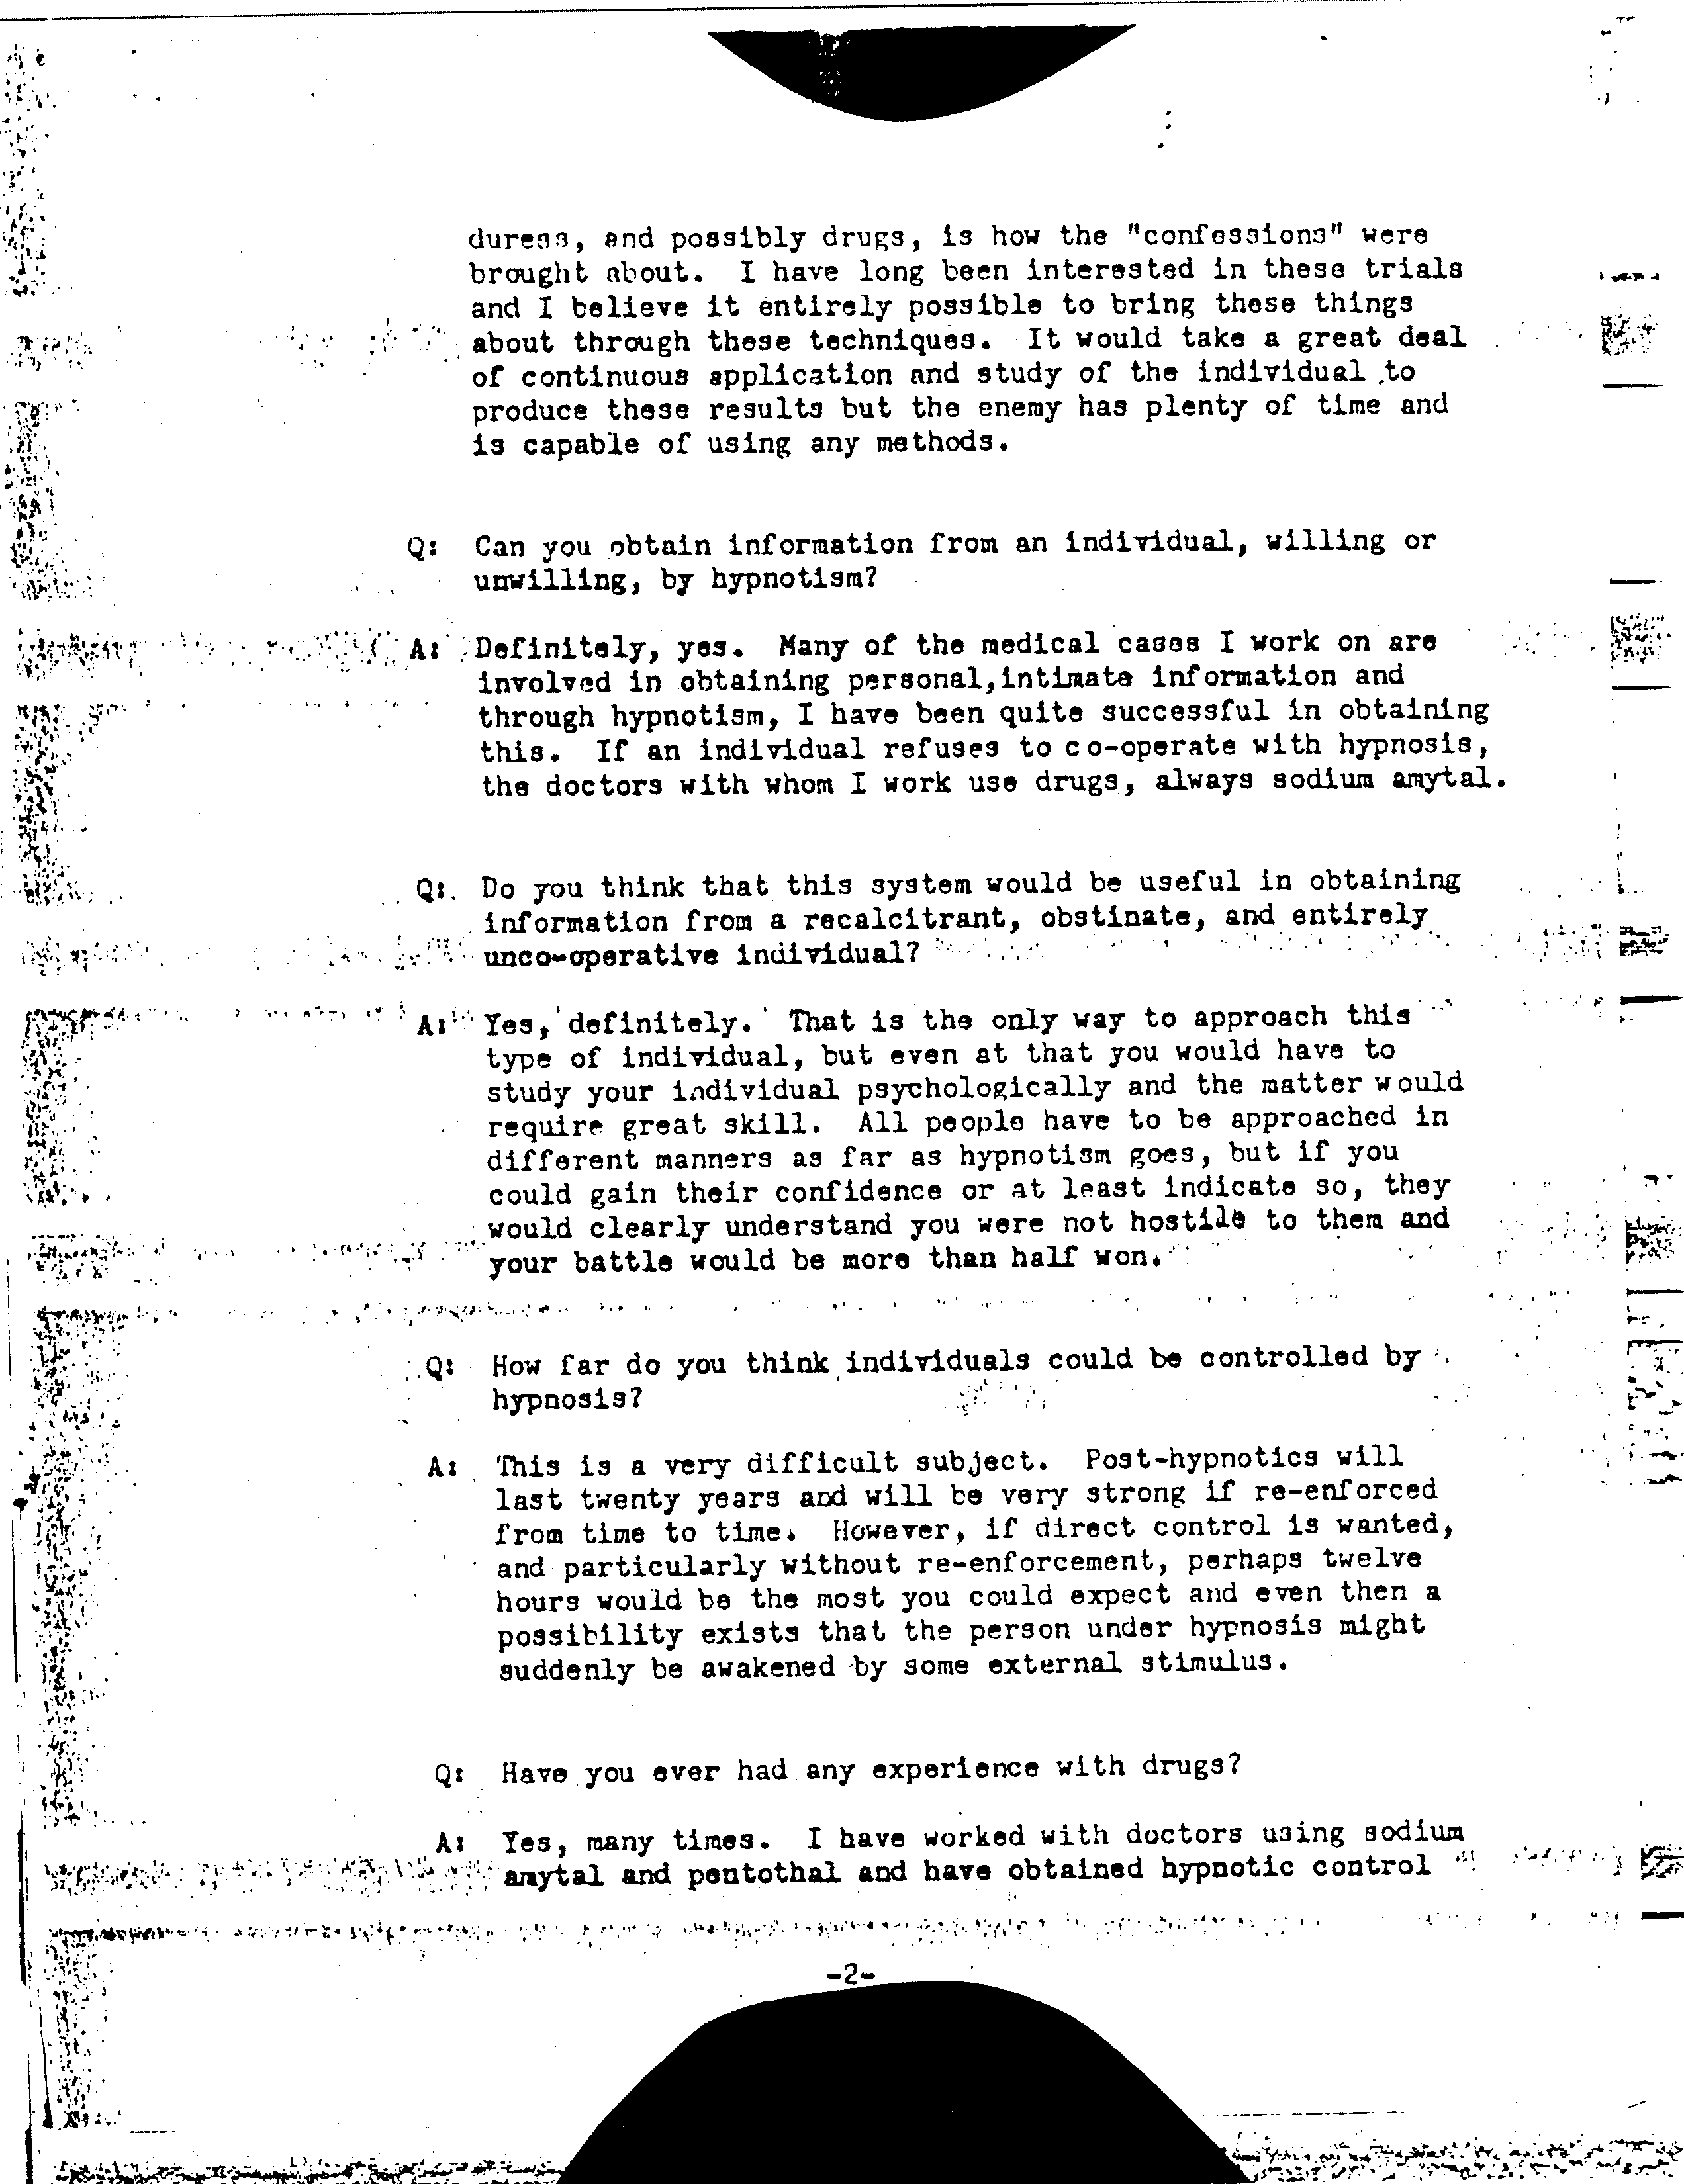 duress, and possibly drugs, is how the "confessions" were
brought about. I have long been interested in these trials
and I believe it entirely possible to bring these things
about through these techniques. It would take a great deal
of continuous application and study of the individual to
produce these results but the enemy has plenty of time and
is capable of using any methods.
Q: Can you obtain information from an individual, willing or
unwilling, by hypnotism?
A: Definitely, yes. Many of the medical cases I work on are
involved in obtaining personal,intimate information and
through hypnotism, I have been quite successful in obtaining
this. If an individual refuses to co-operate with hypnosis,
the doctors with whom I work use drugs, always sodium amytal.
Q: Do you think that this system would be useful in obtaining
information from a recalcitrant, obstinate, and entirely
unco-operative individual?
A: Yes, definitely. That is the only way to approach this
type of individual, but even at that you would have to
study your individual psychologically and the matter would
require great skill. All people have to be approached in
different manners as far as hypnotism goes, but if you
could gain their confidence or at least indicate so, they
would clearly understand you were not hostile to them and
your battle would be more than half won.
Q: How far do you think individuals could be controlled by
hypnosis?
A: This is a very difficult subject. Post-hypnotics will
last twenty years and will be very strong if re-enforced
from time to time. However, if direct control is wanted,
and particularly without re-enforcement, perhaps twelve
hours would be the most you could expect and even then a
possibility exists that the person under hypnosis might
suddenly be awakened by some external stimulus.
Q: Have you ever had any experience with drugs?
A: Yes, many times. I have worked with doctors using sodium
amytal and pentothal and have obtained hypnotic control
-2-